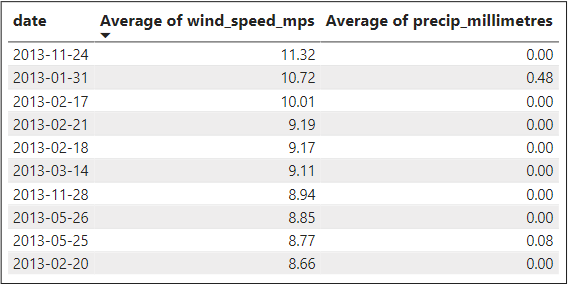 date Average of wind_speed_mps Average of precip_millimetres
2013-11-24 11.32 0.00
2013-01-31 10.72 0.48
2013-02-17 10.01 0.00
2013-02-21 9.19 0.00
2013-02-18 9.17 0.00
2013-03-14 9.11 0.00
2013-11-28 8.94 0.00
2013-05-26 8.85 0.00
2013-05-25 8.77 0.08
2013-02-20 8.66 0.00